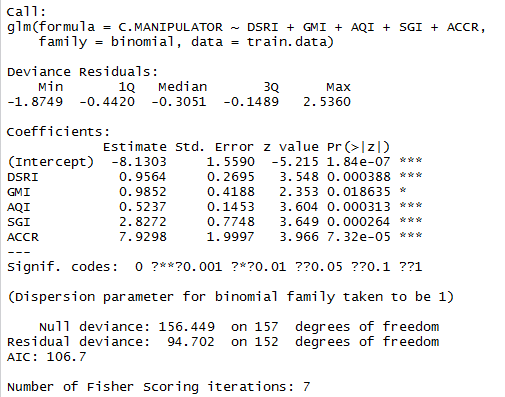 Call:
glm(formula = C.MANIPULATOR ~ DSRI + GMI + AQI + SGI + ACCR,
    family = binomial, data = train.data)
Deviance Residuals:
    Min       1Q   Median       3Q      Max
-1.8749  -0.4420  -0.3051  -0.1489   2.5360
Coefficients:
            Estimate Std. Error z value Pr(>|z|)
(Intercept)  -8.1303     1.5590  -5.215 1.84e-07 ***
DSRI          0.9564     0.2695   3.548 0.000388 ***
GMI           0.9852     0.4188   2.353 0.018635 *
AQI           0.5237     0.1453   3.604 0.000313 ***
SGI           2.8272     0.7748   3.649 0.000264 ***
ACCR          7.9298     1.9997   3.966 7.32e-05 ***
---
Signif. codes:  0 ?**?0.001 ?*?0.01 ??0.05 ??0.1 ??1
(Dispersion parameter for binomial family taken to be 1)
    Null deviance: 156.449  on 157  degrees of freedom
Residual deviance:  94.702  on 152  degrees of freedom
AIC: 106.7
Number of Fisher Scoring iterations: 7